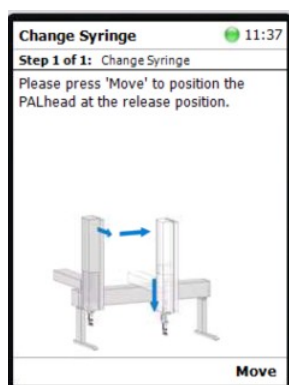 Change Syringe 11:37
Step 1 of 1: Change Syringe
Please press 'Move' to position the
PALhead at the release position.
Move